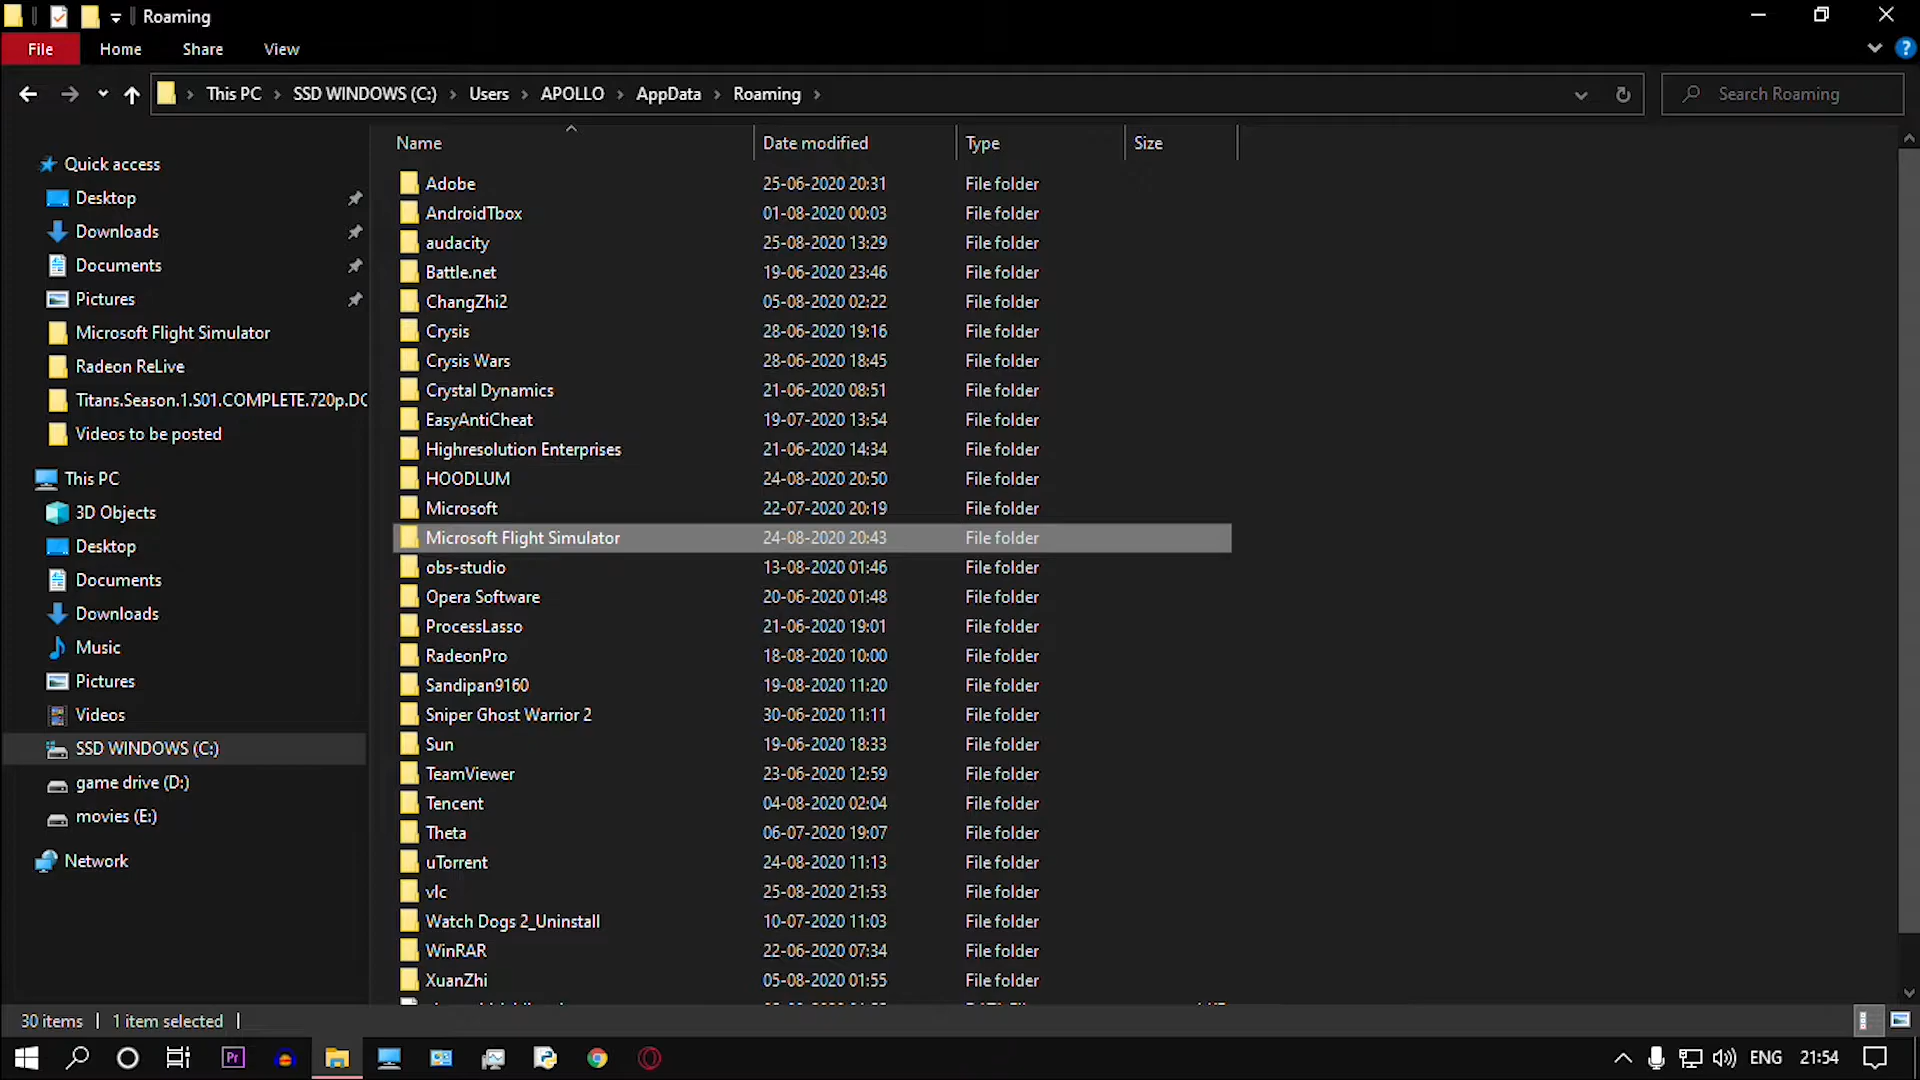 Roaming
File Home Share View
This PC SSD WINDOWS (C:) Users APOLLO AppData Roaming
Search Roaming
Name Date modified Type Size
Quick access
Desktop
Downloads
Documents
Pictures
Microsoft Flight Simulator
Radeon ReLive
Titans.Season.1.S01.COMPLETE.720p.DC
Videos to be posted
This PC
3D Objects
Desktop
Documents
Downloads
Music
Pictures
Videos
SSD WINDOWS (C:)
game drive (D:)
movies (E:)
Network
Adobe 25-06-2020 20:31 File folder
AndroidTbox 01-08-2020 00:03 File folder
audacity 25-08-2020 13:29 File folder
Battle.net 19-06-2020 23:46 File folder
ChangZhi2 05-08-2020 02:22 File folder
Crysis 28-06-2020 19:16 File folder
Crysis Wars 28-06-2020 18:45 File folder
Crystal Dynamics 21-06-2020 08:51 File folder
EasyAntiCheat 19-07-2020 13:54 File folder
Highresolution Enterprises 21-06-2020 14:34 File folder
HOODLUM 24-08-2020 20:50 File folder
Microsoft 22-07-2020 20:19 File folder
Microsoft Flight Simulator 24-08-2020 20:43 File folder
obs-studio 13-08-2020 01:46 File folder
Opera Software 20-06-2020 01:48 File folder
ProcessLasso 21-06-2020 19:01 File folder
RadeonPro 18-08-2020 10:00 File folder
Sandipan9160 19-08-2020 11:20 File folder
Sniper Ghost Warrior 2 30-06-2020 11:11 File folder
Sun 19-06-2020 18:33 File folder
TeamViewer 23-06-2020 12:59 File folder
Tencent 04-08-2020 02:04 File folder
Theta 06-07-2020 19:07 File folder
uTorrent 24-08-2020 11:13 File folder
vlc 25-08-2020 21:53 File folder
Watch Dogs 2_Uninstall 10-07-2020 11:03 File folder
WinRAR 22-06-2020 07:34 File folder
XuanZhi 05-08-2020 01:55 File folder
30 items 1 item selected
Pr
ENG 21:54